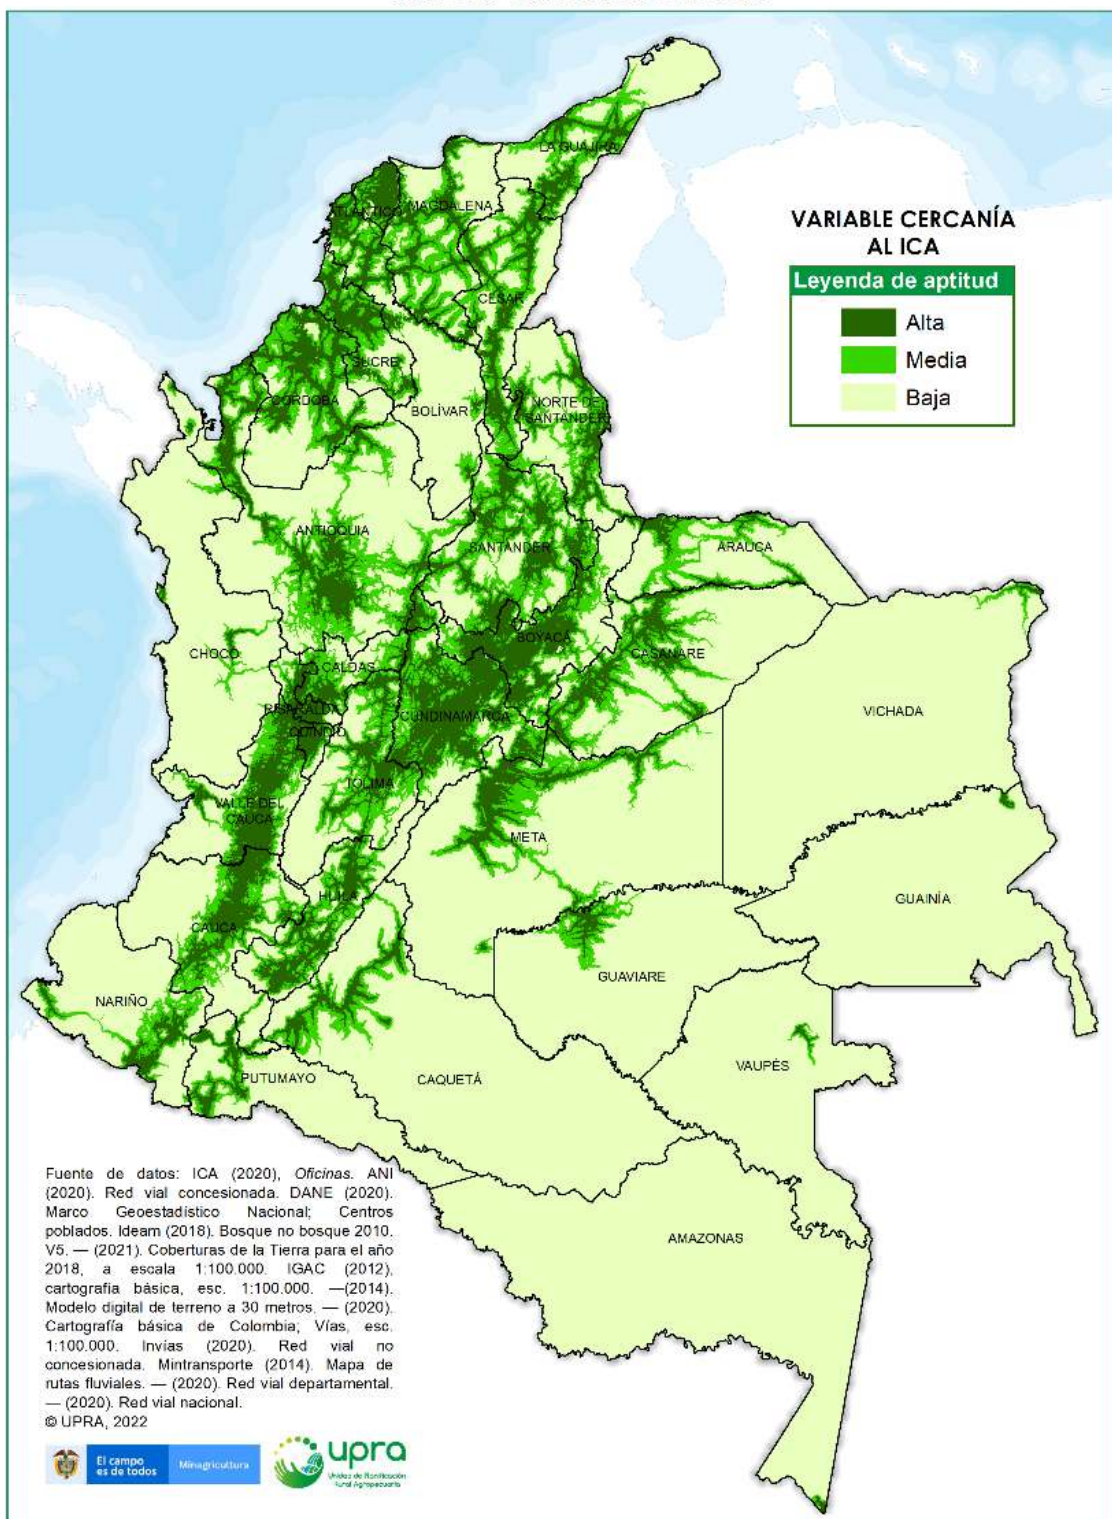 VARIABLE CERCANÍA
AL ICA
Leyenda de aptitud
Alta
Media
Baja
LA GUAJIRA
ATLÁNTICO
MAGDALENA
CESAR
SUCRE
CÓRDOBA
BOLÍVAR
NORTE DE
SANTANDER
ANTIOQUIA
SANTANDER
ARAUCA
BOYACÁ
CHOCÓ
CALDAS
CASANARE
RISARALDA
CUNDINAMARCA
VICHADA
QUINDÍO
TOLIMA
VALLE DEL
CAUCA
META
HUILA
GUAINÍA
CAUCA
GUAVIARE
NARIÑO
VAUPÉS
PUTUMAYO
CAQUETÁ
AMAZONAS
Fuente de datos: ICA (2020), Oficinas. ANI
(2020). Red vial concesionada. DANE (2020).
Marco Geoestadístico Nacional; Centros
poblados. Ideam (2018). Bosque no bosque 2010.
V5. — (2021). Coberturas de la Tierra para el año
2018, a escala 1:100.000. IGAC (2012),
cartografía básica, esc. 1:100.000. —(2014).
Modelo digital de terreno a 30 metros. — (2020).
Cartografía básica de Colombia; Vías, esc.
1:100.000. Invías (2020). Red vial no
concesionada. Mintransporte (2014). Mapa de
rutas fluviales. — (2020). Red vial departamental.
— (2020). Red vial nacional.
© UPRA, 2022
El campo
es de todos
Minagricultura
upra
Unidad de Planificación
Rural Agropecuaria